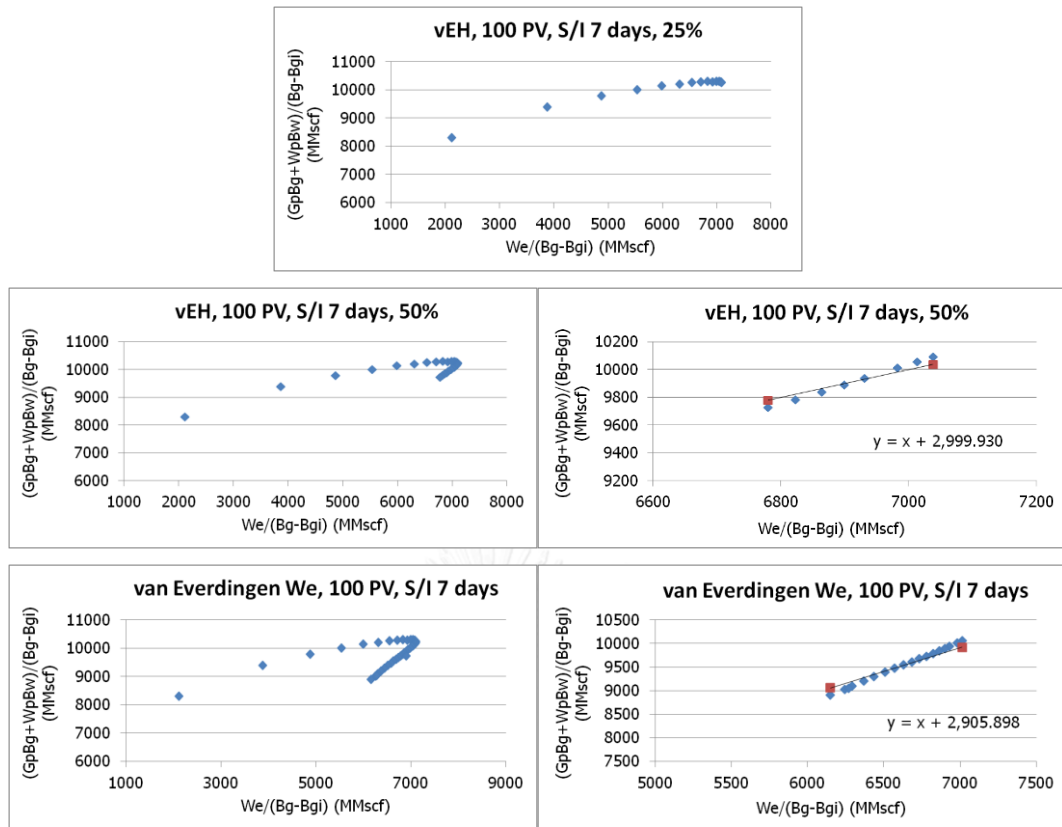 vEH, 100 PV, S/I 7 days, 25%
(GpBg+WpBw)/(Bg-Bgi)
(MMscf)
11000
10000
9000
8000
7000
6000
1000 2000 3000 4000 5000 6000 7000 8000
We/(Bg-Bgi) (MMscf)
vEH, 100 PV, S/I 7 days, 50%
(GpBg+WpBw)/(Bg-Bgi)
(MMscf)
11000
10000
9000
8000
7000
6000
1000 2000 3000 4000 5000 6000 7000 8000
We/(Bg-Bgi) (MMscf)
vEH, 100 PV, S/I 7 days, 50%
(GpBg+WpBw)/(Bg-Bgi)
(MMscf)
10200
10000
9800
9600
9400
9200
y = x + 2,999.930
6600 6800 7000 7200
We/(Bg-Bgi) (MMscf)
van Everdingen We, 100 PV, S/I 7 days
(GpBg+WpBw)/(Bg-Bgi)
(MMscf)
11000
10000
9000
8000
7000
6000
1000 3000 5000 7000 9000
We/(Bg-Bgi) (MMscf)
van Everdingen We, 100 PV, S/I 7 days
(GpBg+WpBw)/(Bg-Bgi)
(MMscf)
10500
10000
9500
9000
8500
8000
7500
y = x + 2,905.898
5000 5500 6000 6500 7000 7500
We/(Bg-Bgi) (MMscf)